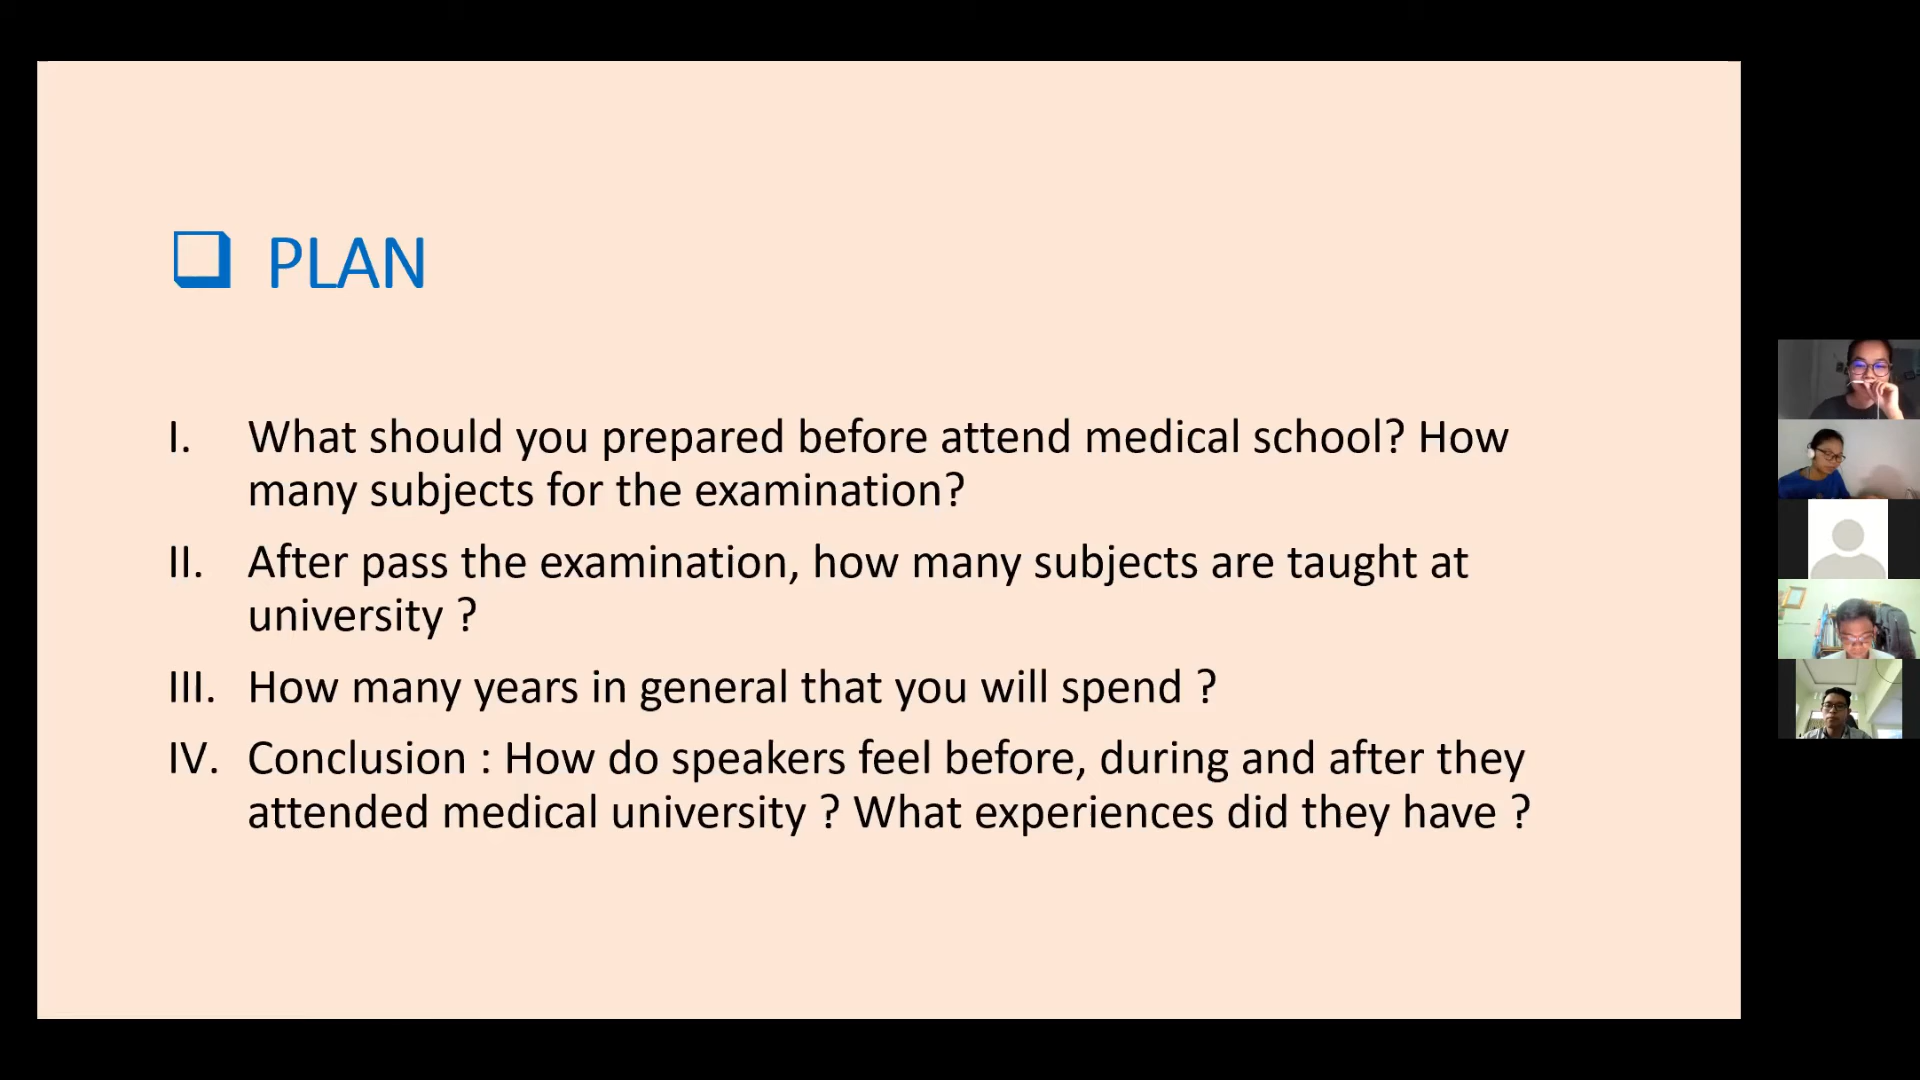 PLAN
I. What should you prepared before attend medical school? How
many subjects for the examination?
II. After pass the examination, how many subjects are taught at
university ?
III. How many years in general that you will spend ?
IV. Conclusion : How do speakers feel before, during and after they
attended medical university ? What experiences did they have ?